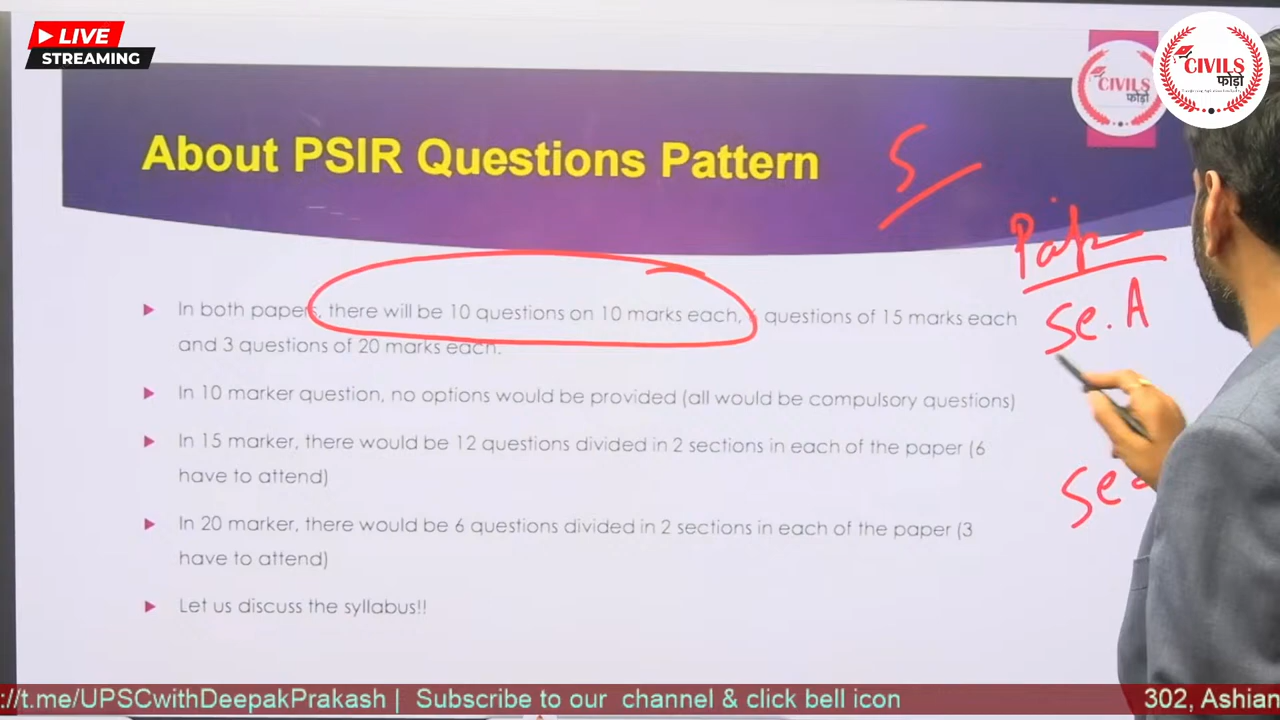 LIVE
STREAMING
CIVILS
फोड़ो
CIVILS
फोड़ो
About PSIR Questions Pattern
5
In both papers, there will be 10 questions on 10 marks each, questions of 15 marks each
and 3 questions of 20 marks each.
Se. A
In 10 marker question, no options would be provided (all would be compulsory questions)
In 15 marker, there would be 12 questions divided in 2 sections in each of the paper (6
have to attend)
In 20 marker, there would be 6 questions divided in 2 sections in each of the paper (3
have to attend)
Let us discuss the syllabus!!
://t.me/UPSCwithDeepakPrakash | Subscribe to our channel & click bell icon
302, Ashian